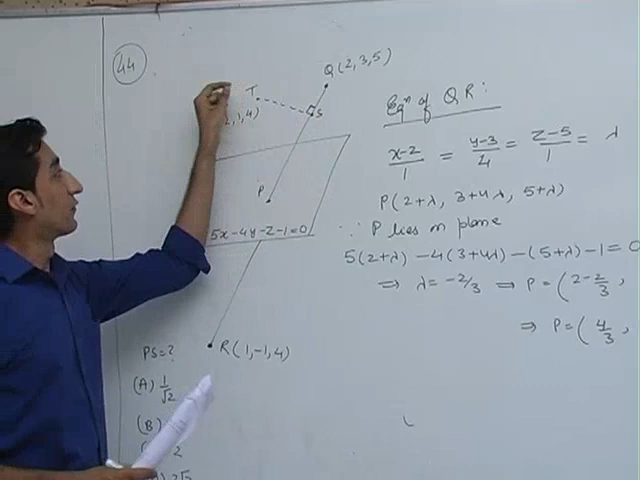 44
Q(2,3,5)
T
S
2,1,4)
P
5x-4y-z-1=0
R(1,-1,4)
PS=?
(A) 1/√2
(B)
2
Eqⁿ of QR:
x-2/1 = y-3/4 = z-5/1 = λ
P(2+λ, 3+4λ, 5+λ)
∵ P lies on plane
5(2+λ) -4(3+4λ) -(5+λ) -1=0
⇒ λ= -2/3 ⇒ P= (2-2/3,
⇒ P= (4/3,